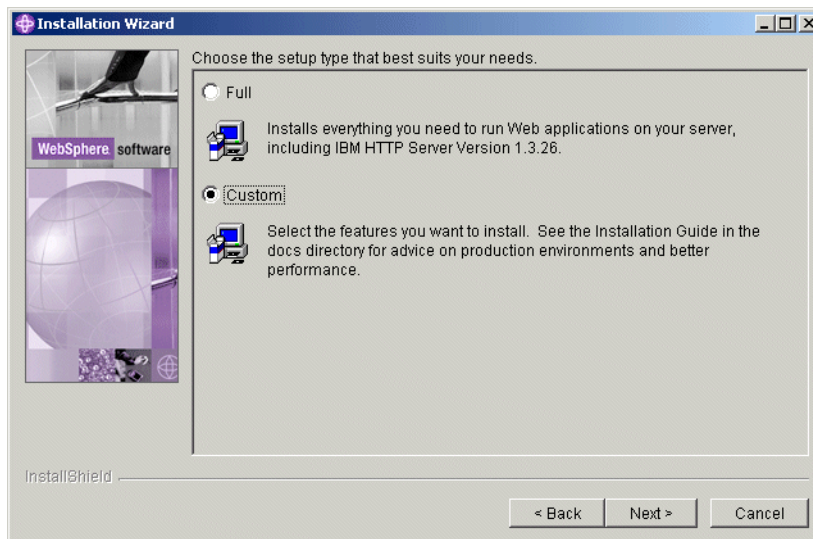 Installation Wizard
WebSphere software
Choose the setup type that best suits your needs.
Full
Installs everything you need to run Web applications on your server,
including IBM HTTP Server Version 1.3.26.
Custom
Select the features you want to install. See the Installation Guide in the
docs directory for advice on production environments and better
performance.
InstallShield
< Back Next > Cancel